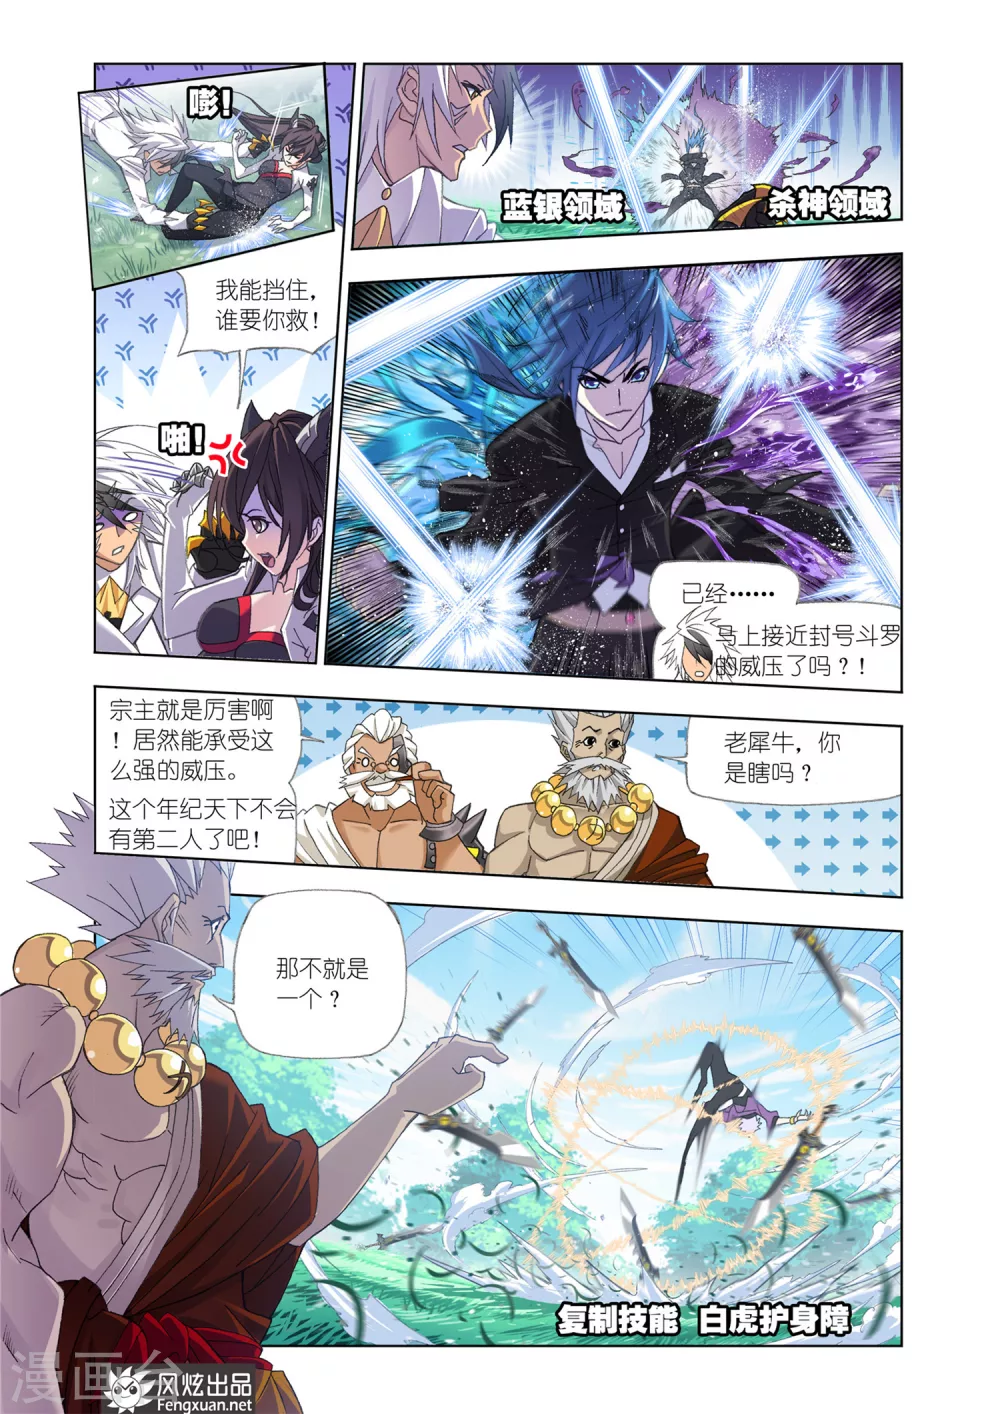 嘭！
蓝银领域
杀神领域
我能挡住，
谁要你救！
啪！
已经……
马上接近封号斗罗
的威压了吗？！
宗主就是厉害啊
！居然能承受这
么强的威压。
这个年纪天下不会
有第二人了吧！
老犀牛，你
是瞎吗？
那不就是
一个？
复制技能 白虎护身障
漫画台
风炫出品
Fengxuan.net